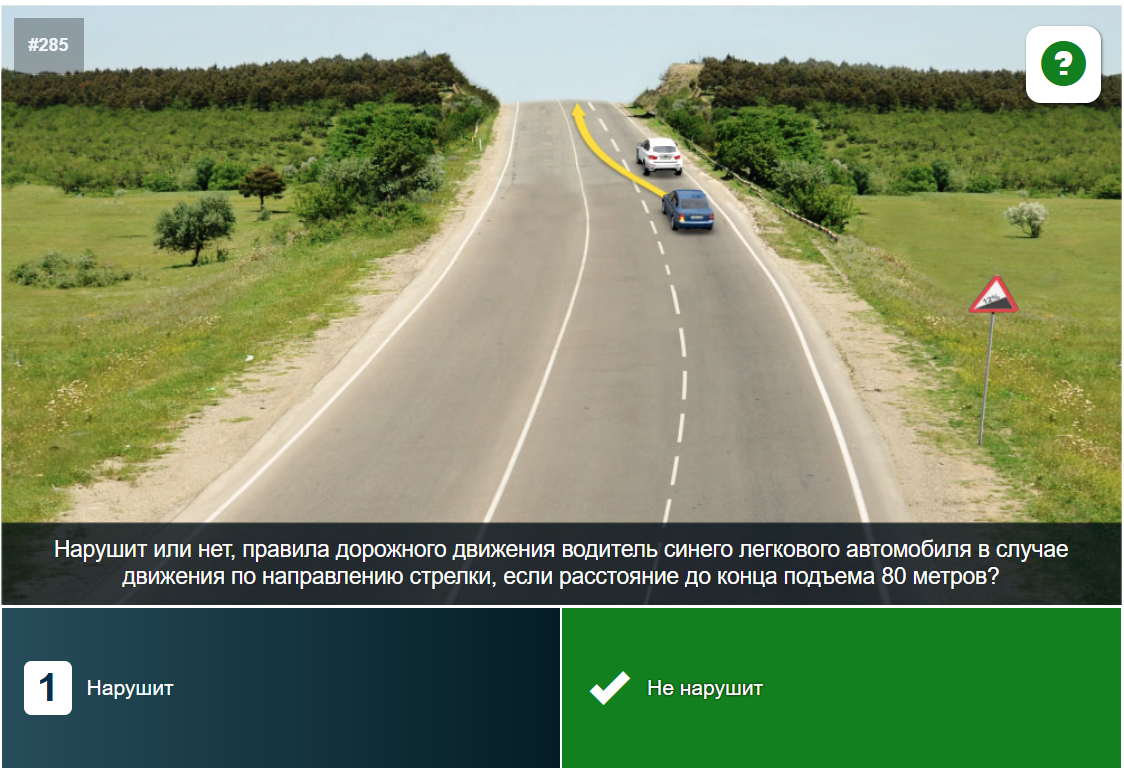 #285
?
12%
Нарушит или нет, правила дорожного движения водитель синего легкового автомобиля в случае
движения по направлению стрелки, если расстояние до конца подъема 80 метров?
1 Нарушит
Не нарушит